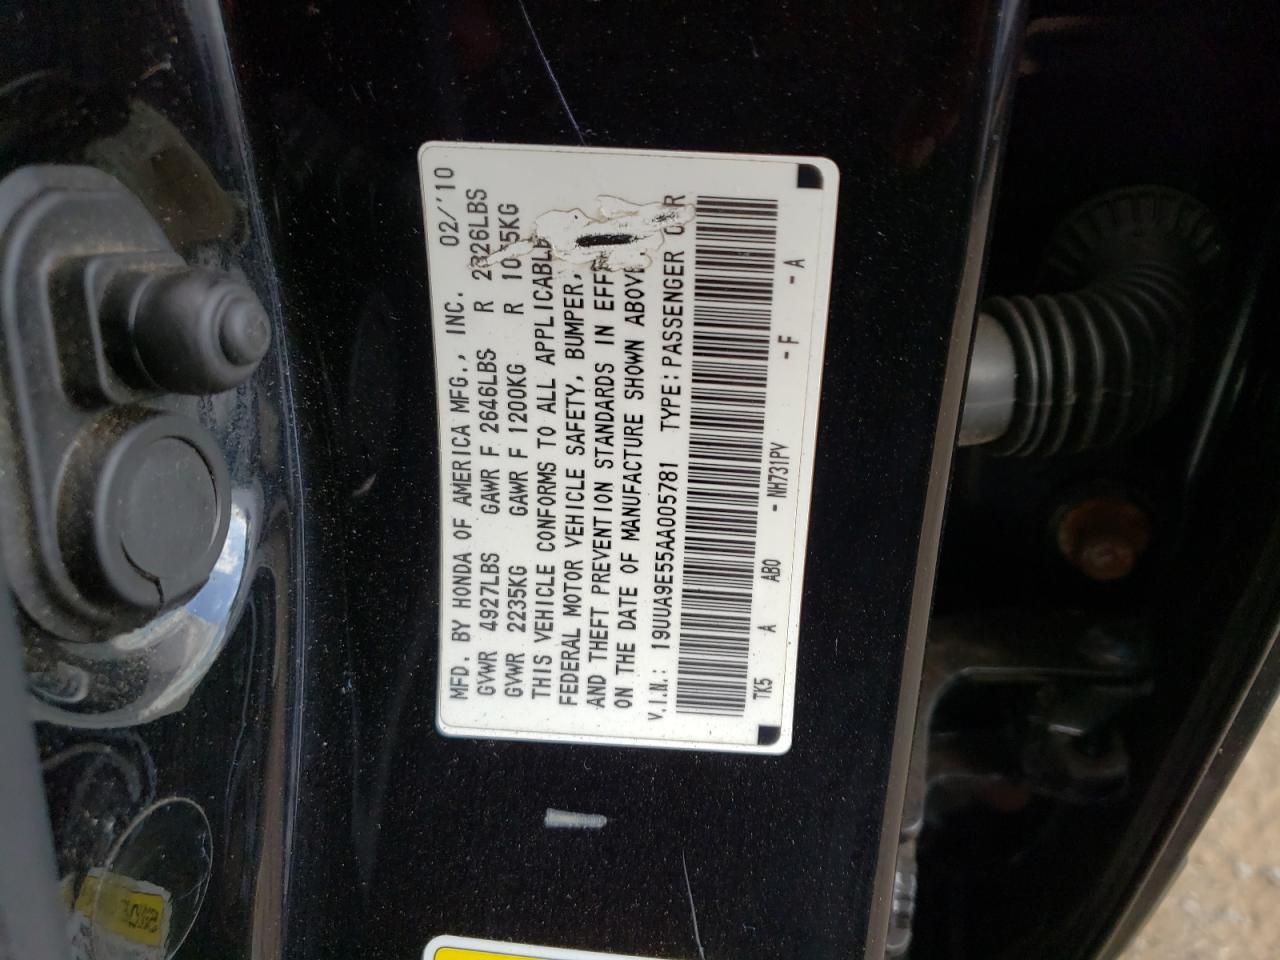 MFD. BY HONDA OF AMERICA MFG., INC. 02/'10
GVWR 4927LBS GAWR F 2646LBS R 2326LBS
GVWR 2235KG GAWR F 1200KG R
THIS VEHICLE CONFORMS TO ALL APPLICABLE
FEDERAL MOTOR VEHICLE SAFETY, BUMPER,
AND THEFT PREVENTION STANDARDS IN
ON THE DATE OF MANUFACTURE SHOWN ABOVE
V.I.N.: 19UUA9E55AA005781 TYPE: PASSENGER
TK5 A AB0 - NH731PV - F - A